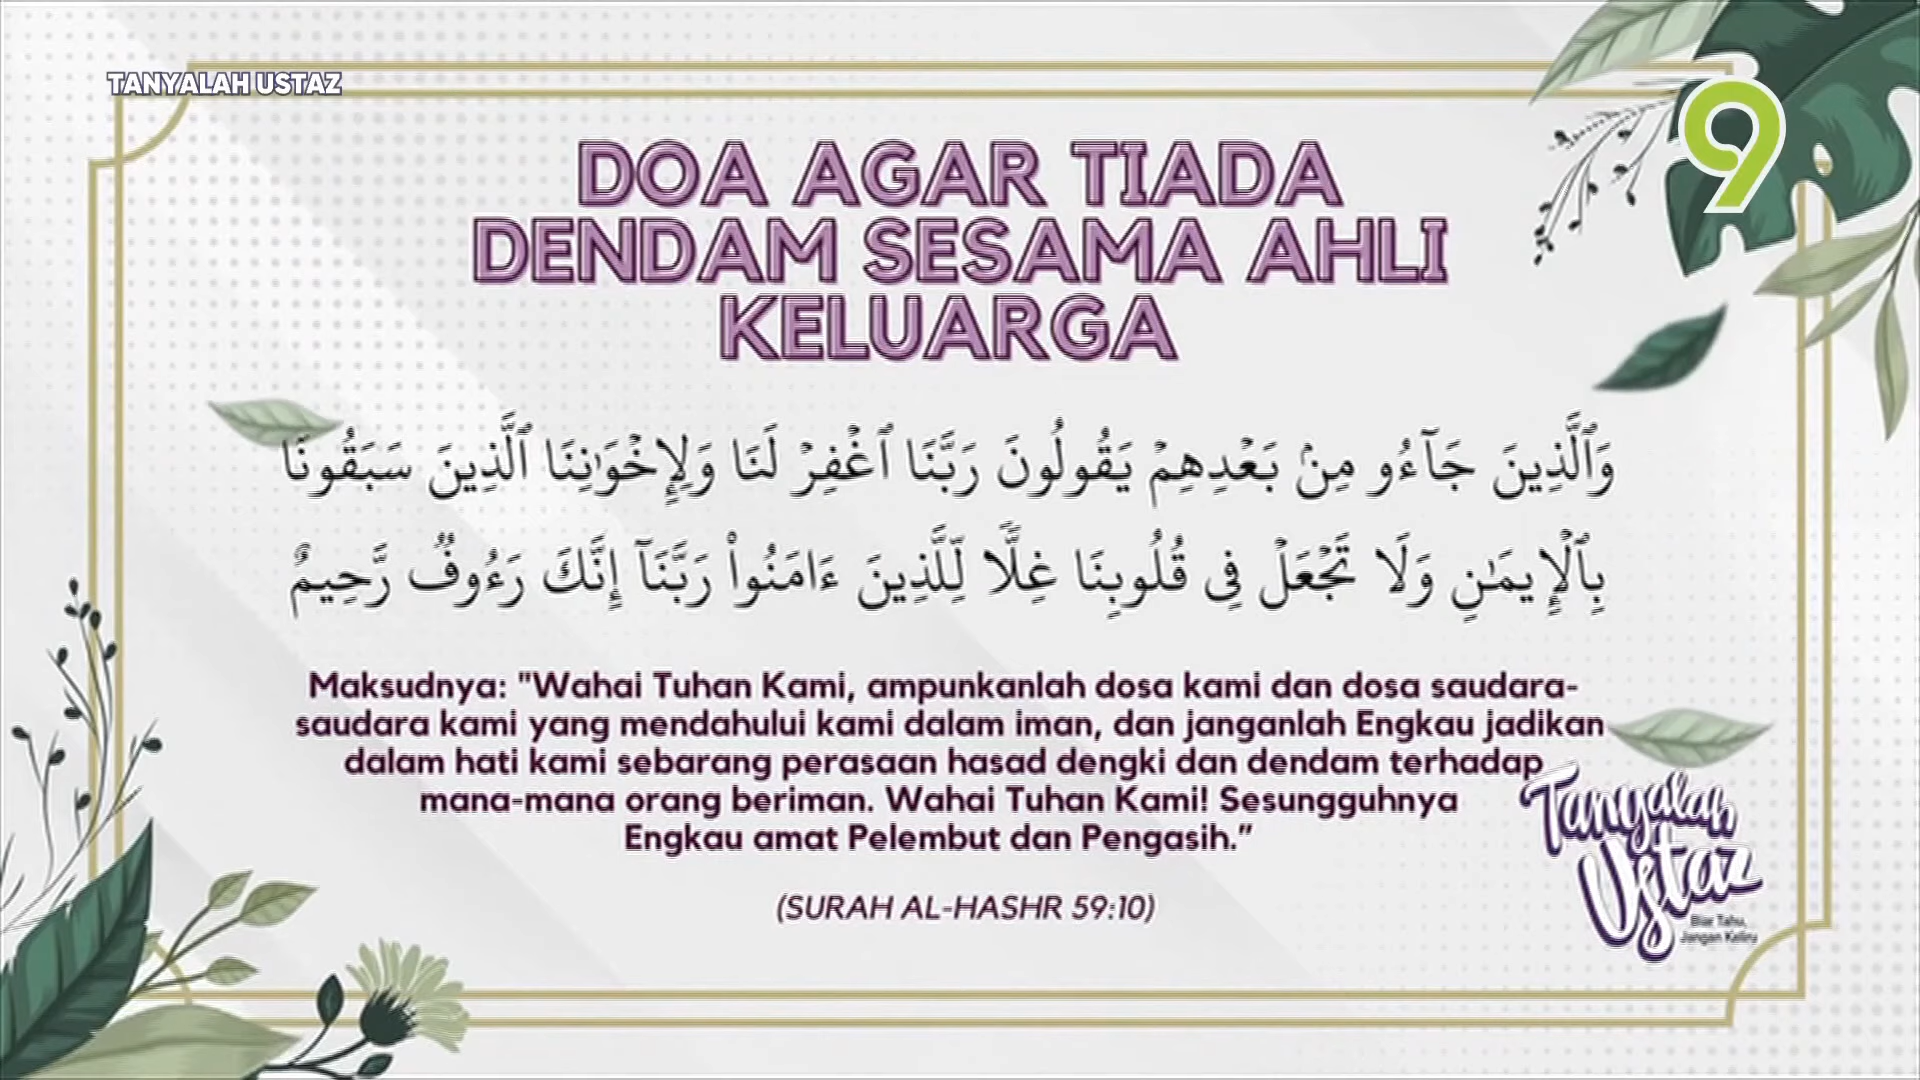 TANYALAH USTAZ
9
DOA AGAR TIADA
DENDAM SESAMA AHLI
KELUARGA
وَٱلَّذِينَ جَآءُو مِنۢ بَعْدِهِمْ يَقُولُونَ رَبَّنَا ٱغْفِرْ لَنَا وَلِإِخْوَٰنِنَا ٱلَّذِينَ سَبَقُونَا
بِٱلْإِيمَـٰنِ وَلَا تَجْعَلْ فِى قُلُوبِنَا غِلًّا لِّلَّذِينَ ءَامَنُوا۟ رَبَّنَآ إِنَّكَ رَءُوفٌ رَّحِيمٌ
Maksudnya: "Wahai Tuhan Kami, ampunkanlah dosa kami dan dosa saudara-
saudara kami yang mendahului kami dalam iman, dan janganlah Engkau jadikan
dalam hati kami sebarang perasaan hasad dengki dan dendam terhadap
mana-mana orang beriman. Wahai Tuhan Kami! Sesungguhnya
Engkau amat Pelembut dan Pengasih."
(SURAH AL-HASHR 59:10)
Tanyalah
Ustaz
Biar Tahu,
Jangan Keliru